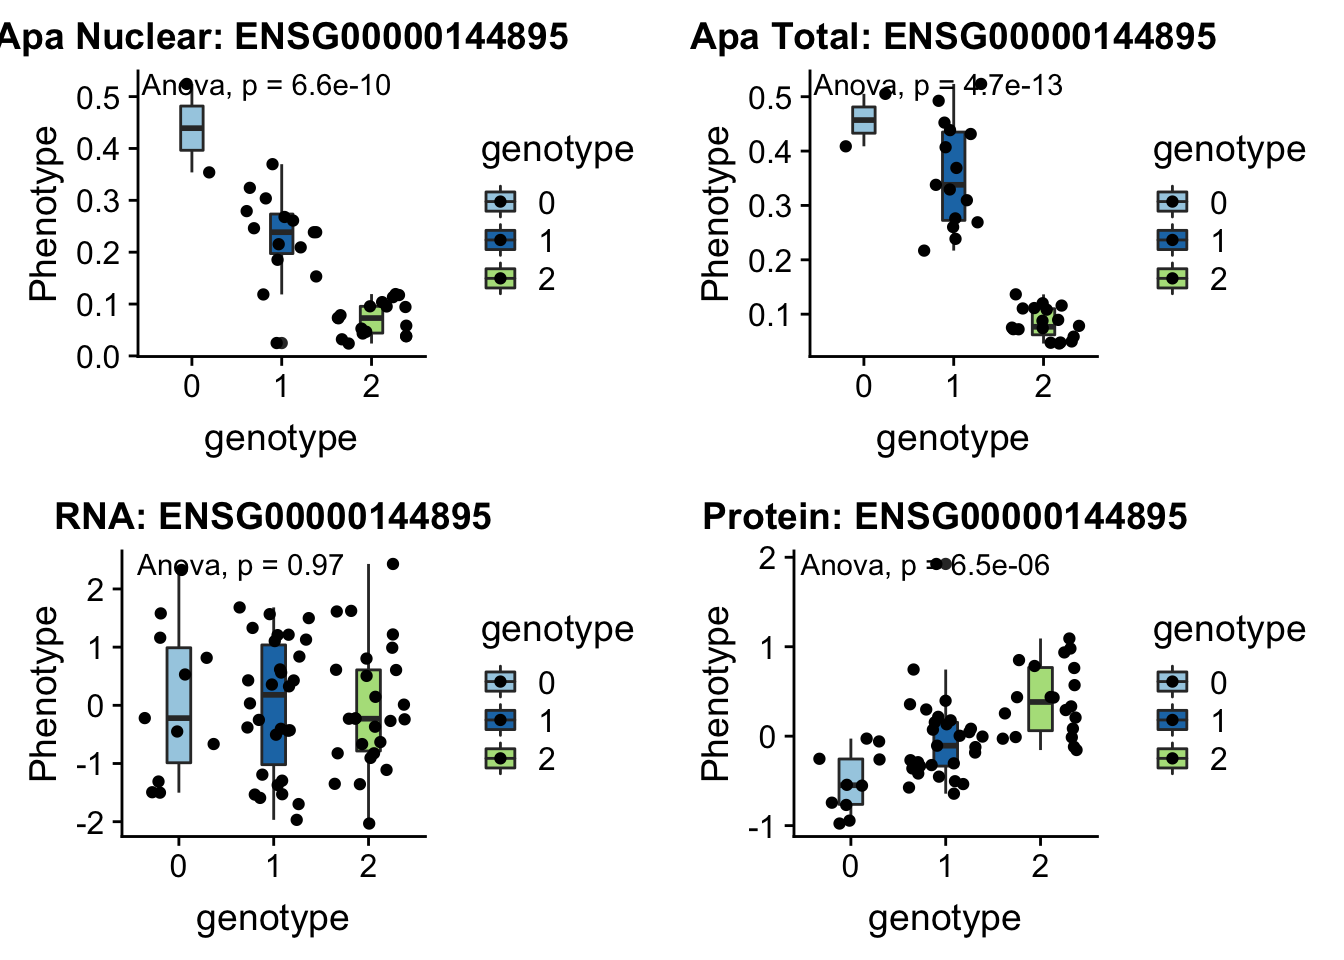 Apa Nuclear: ENSG00000144895
Anova, p = 6.6e-10
Phenotype
0.5
0.4
0.3
0.2
0.1
0.0
0 1 2
genotype
genotype
0
1
2
Apa Total: ENSG00000144895
Anova, p = 4.7e-13
Phenotype
0.5
0.4
0.3
0.2
0.1
0 1 2
genotype
genotype
0
1
2
RNA: ENSG00000144895
Anova, p = 0.97
Phenotype
2
1
0
-1
-2
0 1 2
genotype
genotype
0
1
2
Protein: ENSG00000144895
Anova, p = 6.5e-06
Phenotype
2
1
0
-1
0 1 2
genotype
genotype
0
1
2